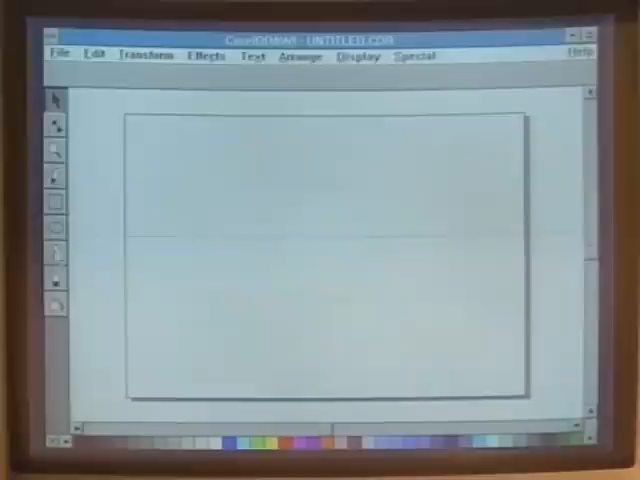 CorelDRAW! - UNTITLED.CDR
File Edit Transform Effects Text Arrange Display Special Help